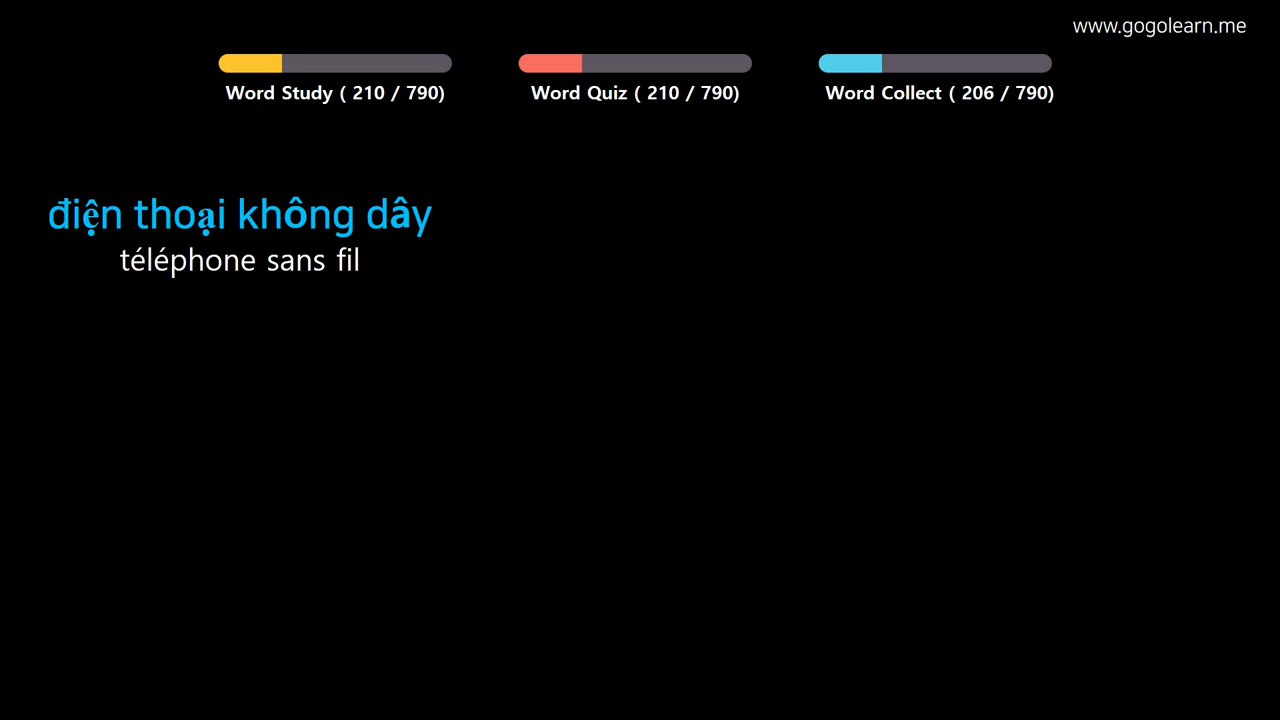 www.gogolearn.me
Word Study ( 210 / 790)
Word Quiz ( 210 / 790)
Word Collect ( 206 / 790)
điện thoại không dây
téléphone sans fil